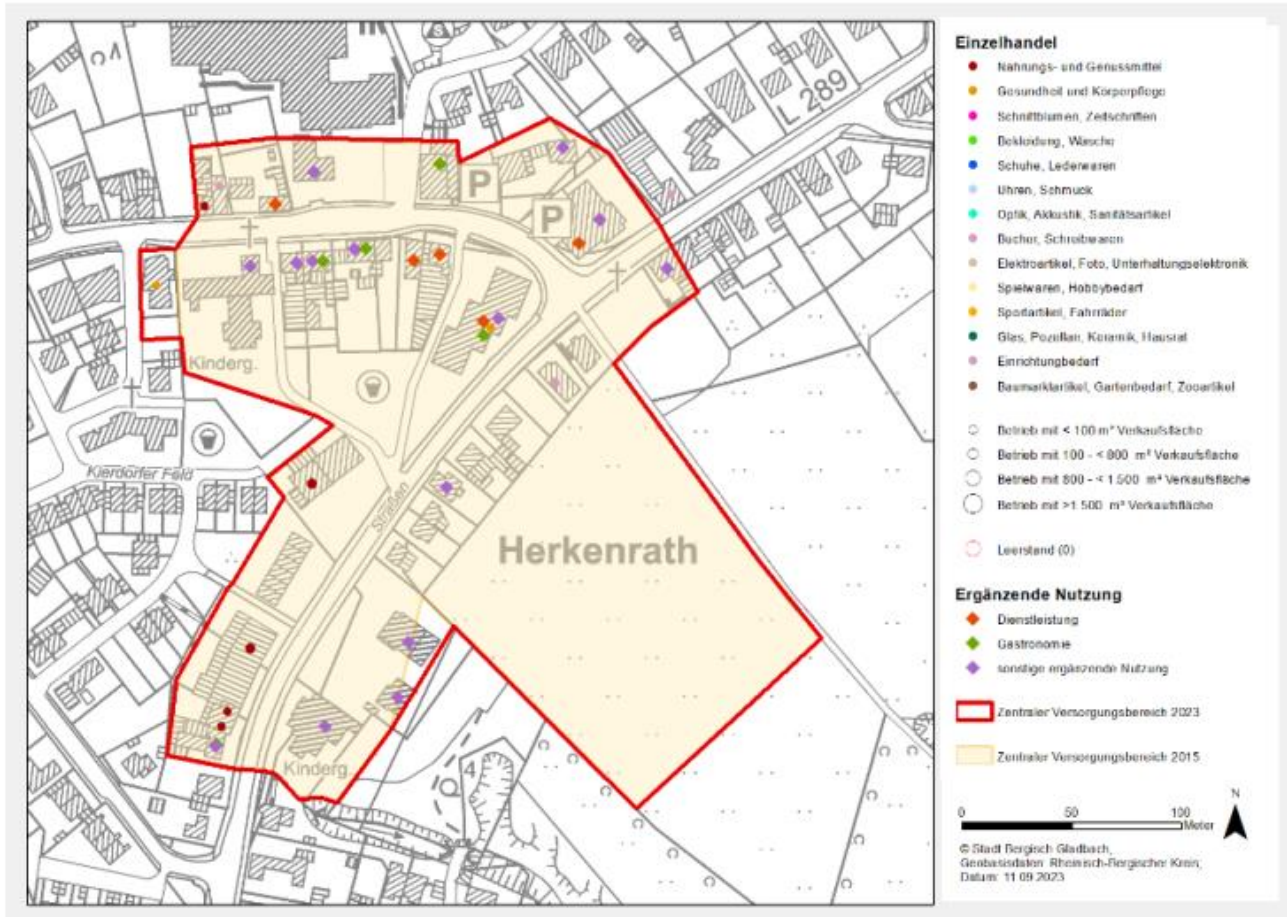 L 289
P
P
Kinderg.
Kierdorfer Feld
Straßen
Herkenrath
Kinderg.
4
Einzelhandel
Nahrungs- und Genussmittel
Gesundheit und Körperpflege
Schnittblumen, Zeitschriften
Bekleidung, Wäsche
Schuhe, Lederwaren
Uhren, Schmuck
Optik, Akkustik, Sanitätsartikel
Bücher, Schreibwaren
Elektroartikel, Foto, Unterhaltungselektronik
Spielwaren, Hobbybedarf
Sportartikel, Fahrräder
Glas, Pozellan, Keramik, Hausrat
Einrichtungbedarf
Baumarktartikel, Gartenbedarf, Zooartikel
Betrieb mit < 100 m² Verkaufsfläche
Betrieb mit 100 - < 800 m² Verkaufsfläche
Betrieb mit 800 - < 1.500 m² Verkaufsfläche
Betrieb mit >1.500 m² Verkaufsfläche
Leerstand (0)
Ergänzende Nutzung
Dienstleistung
Gastronomie
sonstige ergänzende Nutzung
Zentraler Versorgungsbereich 2023
Zentraler Versorgungsbereich 2015
N
0 50 100
Meter
© Stadt Bergisch Gladbach,
Geobasisdaten: Rheinisch-Bergischer Kreis;
Datum: 11.09.2023